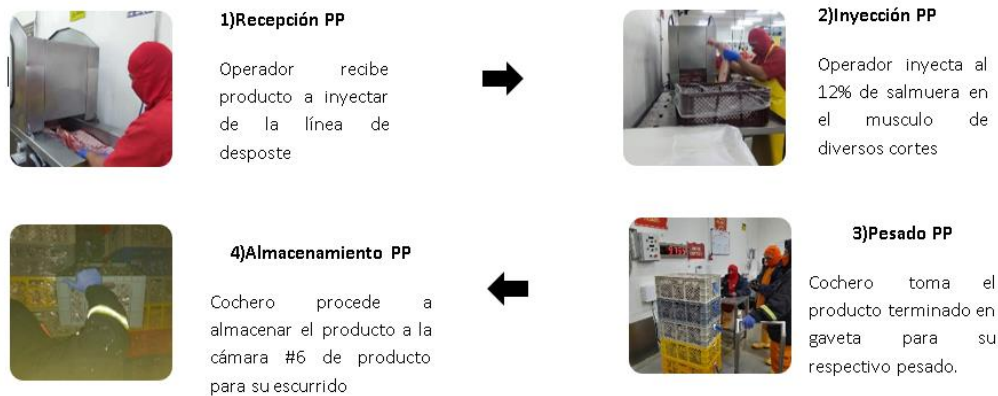 1)Recepción PP
Operador recibe
producto a inyectar
de la línea de
desposte
2)Inyección PP
Operador inyecta al
12% de salmuera en
el musculo de
diversos cortes
3)Pesado PP
Cochero toma el
producto terminado en
gaveta para su
respectivo pesado.
4)Almacenamiento PP
Cochero procede a
almacenar el producto a la
cámara #6 de producto
para su escurrido